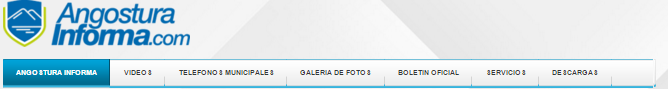 Angostura
Informa.com
ANGOSTURA INFORMA VIDEOS TELEFONOS MUNICIPALES GALERIA DE FOTOS BOLETIN OFICIAL SERVICIOS DESCARGAS